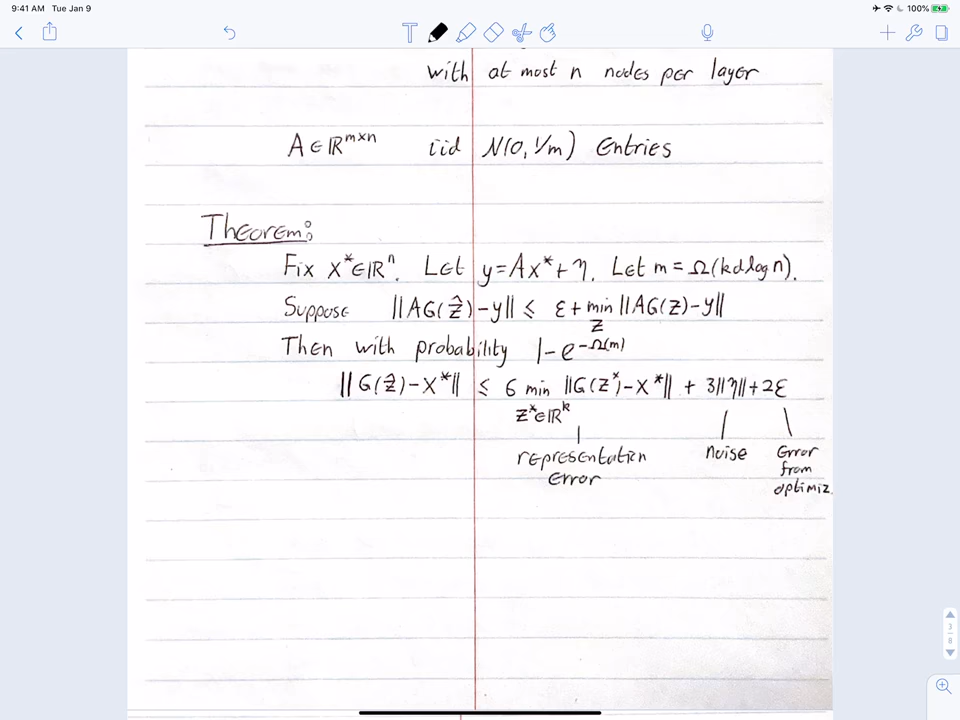 9:41 AM Tue Jan 9
100%
with at most n nodes per layer
A ∈ ℝ^{m×n} iid N(0, 1/m) Entries
Theorem:
Fix x* ∈ ℝ^n. Let y = Ax* + η. Let m = Ω(kd log n).
Suppose ||AG(ẑ) - y|| ≤ ε + min_z ||AG(z) - y||
Then with probability 1 - e^{-Ω(m)}
||G(ẑ) - x*|| ≤ 6 min_{z* ∈ ℝ^k} ||G(z*) - x*|| + 3||η|| + 2ε
representation Noise Error
Error from
optimiz.
3
8